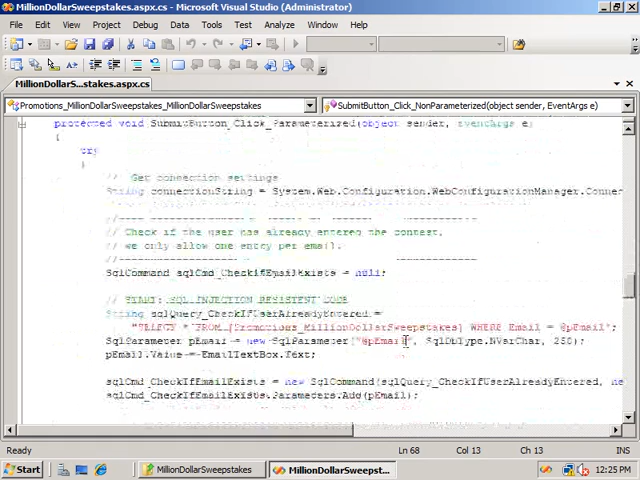 MillionDollarSweepstakes.aspx.cs - Microsoft Visual Studio (Administrator)
File Edit View Project Debug Data Tools Test Analyze Window Help
MillionDollarS...stakes.aspx.cs
Promotions_MillionDollarSweepstakes_MillionDollarSweepstakes SubmitButton_Click_NonParameterized(object sender, EventArgs e)
protected void SubmitButton_Click_Parameterized(object sender, EventArgs e)
{
try
{
// Get connection settings
String connectionString = System.Web.Configuration.WebConfigurationManager.Connec
// Check if the user has already entered the contest,
// we only allow one entry per email.
SqlCommand sqlCmd_CheckIfEmailExists = null;
// START: SQL INJECTION RESISTENT CODE
String sqlQuery_CheckIfUserAlreadyEntered =
"SELECT * FROM [Promotions_MillionDollarSweepstakes] WHERE Email = @pEmail";
SqlParameter pEmail = new SqlParameter("@pEmail", SqlDbType.NVarChar, 250);
pEmail.Value = EmailTextBox.Text;
sqlCmd_CheckIfEmailExists = new SqlCommand(sqlQuery_CheckIfUserAlreadyEntered, ne
sqlCmd_CheckIfEmailExists.Parameters.Add(pEmail);
Ready Ln 68 Col 13 Ch 13 INS
Start MillionDollarSweepstakes MillionDollarSweepst... 12:25 PM